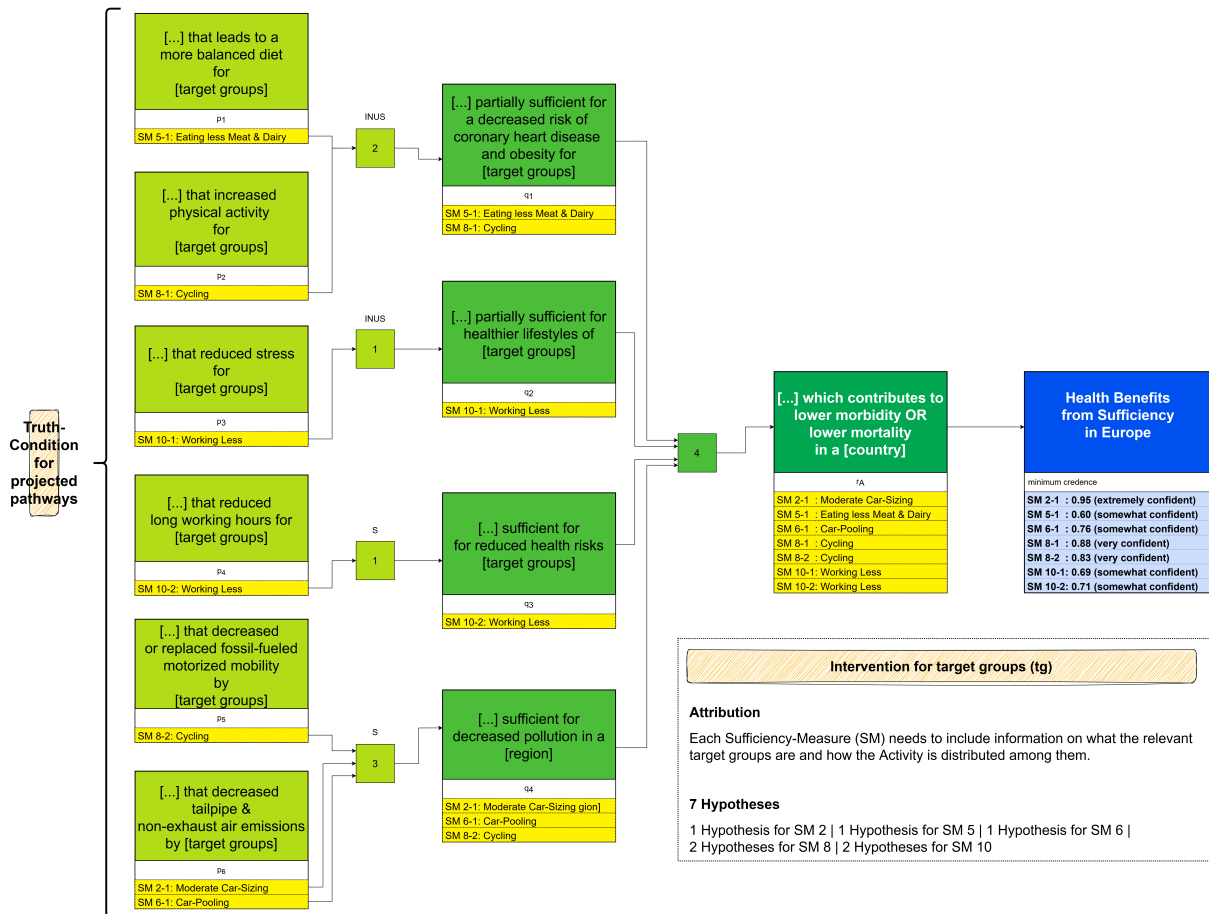 Truth-
Condition
for
projected
pathways
[...] that leads to a
more balanced diet
for
[target groups]
p1
SM 5-1: Eating less Meat & Dairy
[...] that increased
physical activity
for
[target groups]
p2
SM 8-1: Cycling
[...] that reduced stress
for
[target groups]
p3
SM 10-1: Working Less
[...] that reduced
long working hours for
[target groups]
p4
SM 10-2: Working Less
[...] that decreased
or replaced fossil-fueled
motorized mobility
by
[target groups]
p5
SM 8-2: Cycling
[...] that decreased
tailpipe &
non-exhaust air emissions
by [target groups]
p6
SM 2-1: Moderate Car-Sizing
SM 6-1: Car-Pooling
INUS
2
INUS
1
S
1
S
3
[...] partially sufficient for
a decreased risk of
coronary heart disease
and obesity for
[target groups]
q1
SM 5-1: Eating less Meat & Dairy
SM 8-1: Cycling
[...] partially sufficient for
healthier lifestyles of
[target groups]
q2
SM 10-1: Working Less
[...] sufficient for
for reduced health risks
[target groups]
q3
SM 10-2: Working Less
[...] sufficient for
decreased pollution in a
[region]
q4
SM 2-1: Moderate Car-Sizing gion]
SM 6-1: Car-Pooling
SM 8-2: Cycling
4
[...] which contributes to
lower morbidity OR
lower mortality
in a [country]
rA
SM 2-1 : Moderate Car-Sizing
SM 5-1 : Eating less Meat & Dairy
SM 6-1 : Car-Pooling
SM 8-1 : Cycling
SM 8-2 : Cycling
SM 10-1: Working Less
SM 10-2: Working Less
Health Benefits
from Sufficiency
in Europe
minimum credence
SM 2-1 : 0.95 (extremely confident)
SM 5-1 : 0.60 (somewhat confident)
SM 6-1 : 0.76 (somewhat confident)
SM 8-1 : 0.88 (very confident)
SM 8-2 : 0.83 (very confident)
SM 10-1: 0.69 (somewhat confident)
SM 10-2: 0.71 (somewhat confident)
Intervention for target groups (tg)
Attribution
Each Sufficiency-Measure (SM) needs to include information on what the relevant
target groups are and how the Activity is distributed among them.
7 Hypotheses
1 Hypothesis for SM 2 | 1 Hypothesis for SM 5 | 1 Hypothesis for SM 6 |
2 Hypotheses for SM 8 | 2 Hypotheses for SM 10